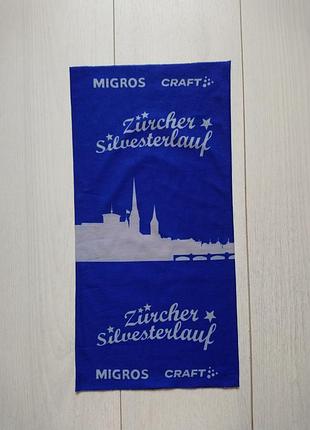 MIGROS CRAFT
Zürcher
Silvesterlauf
Zürcher
Silvesterlauf
MIGROS CRAFT